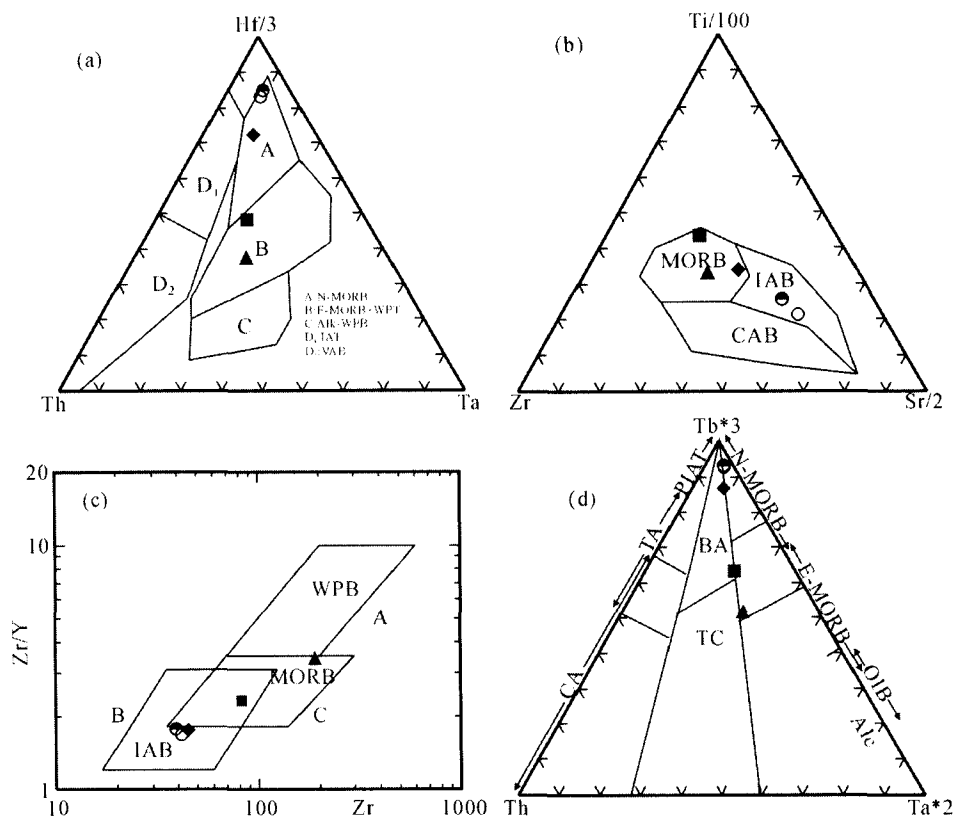 Hf/3
(a)
A
D₁
B
D₂
C
A N-MORB
B E-MORB+WPT
C Alk-WPB
D₁ IAT
D₂ VAB
Th
Ta
Ti/100
(b)
MORB
IAB
CAB
Zr
Sr/2
20
(c)
10
WPB
A
Zr/Y
MORB
B
C
IAB
1
10
100
Zr
1000
Tb*3
(d)
PIAT
N-MORB
TA
BA
E-MORB
TC
CA
OIB
Alc
Th
Ta*2